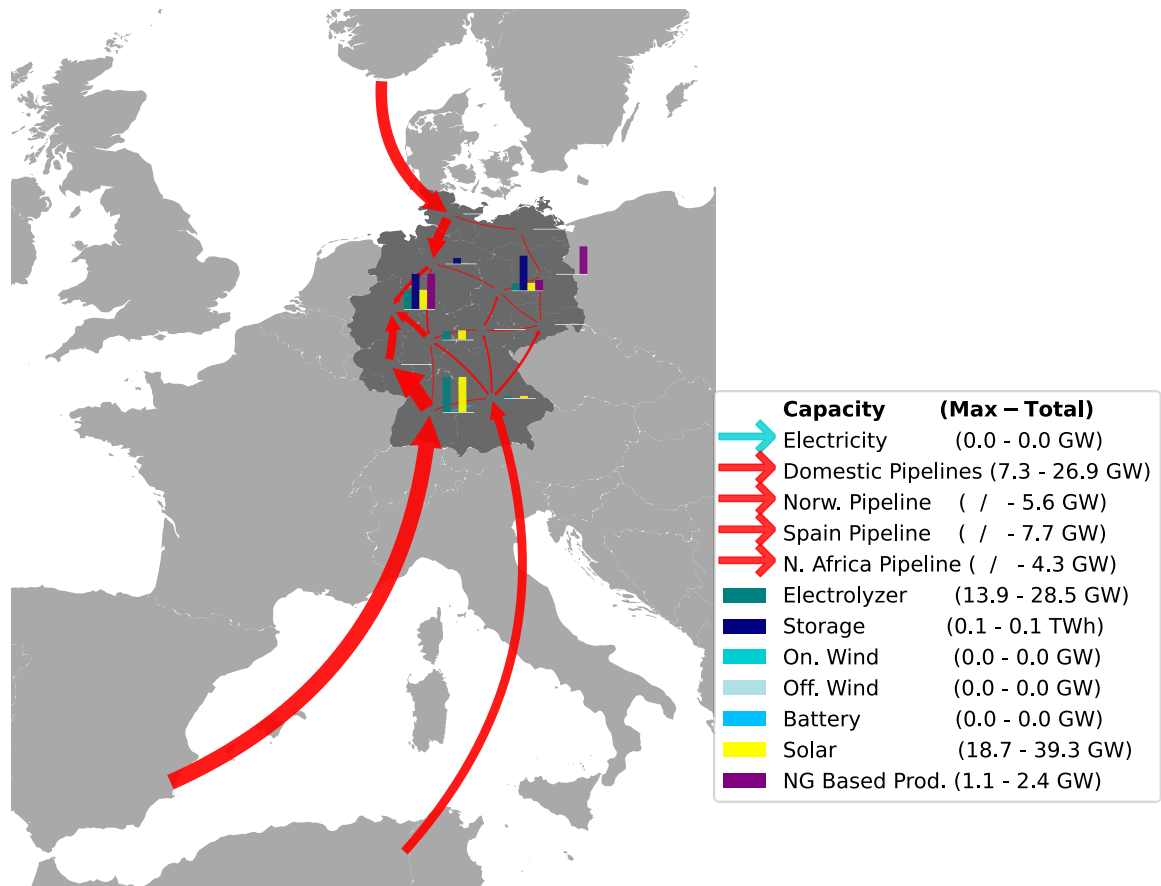 Capacity (Max − Total)
Electricity (0.0 - 0.0 GW)
Domestic Pipelines (7.3 - 26.9 GW)
Norw. Pipeline ( / - 5.6 GW)
Spain Pipeline ( / - 7.7 GW)
N. Africa Pipeline ( / - 4.3 GW)
Electrolyzer (13.9 - 28.5 GW)
Storage (0.1 - 0.1 TWh)
On. Wind (0.0 - 0.0 GW)
Off. Wind (0.0 - 0.0 GW)
Battery (0.0 - 0.0 GW)
Solar (18.7 - 39.3 GW)
NG Based Prod. (1.1 - 2.4 GW)